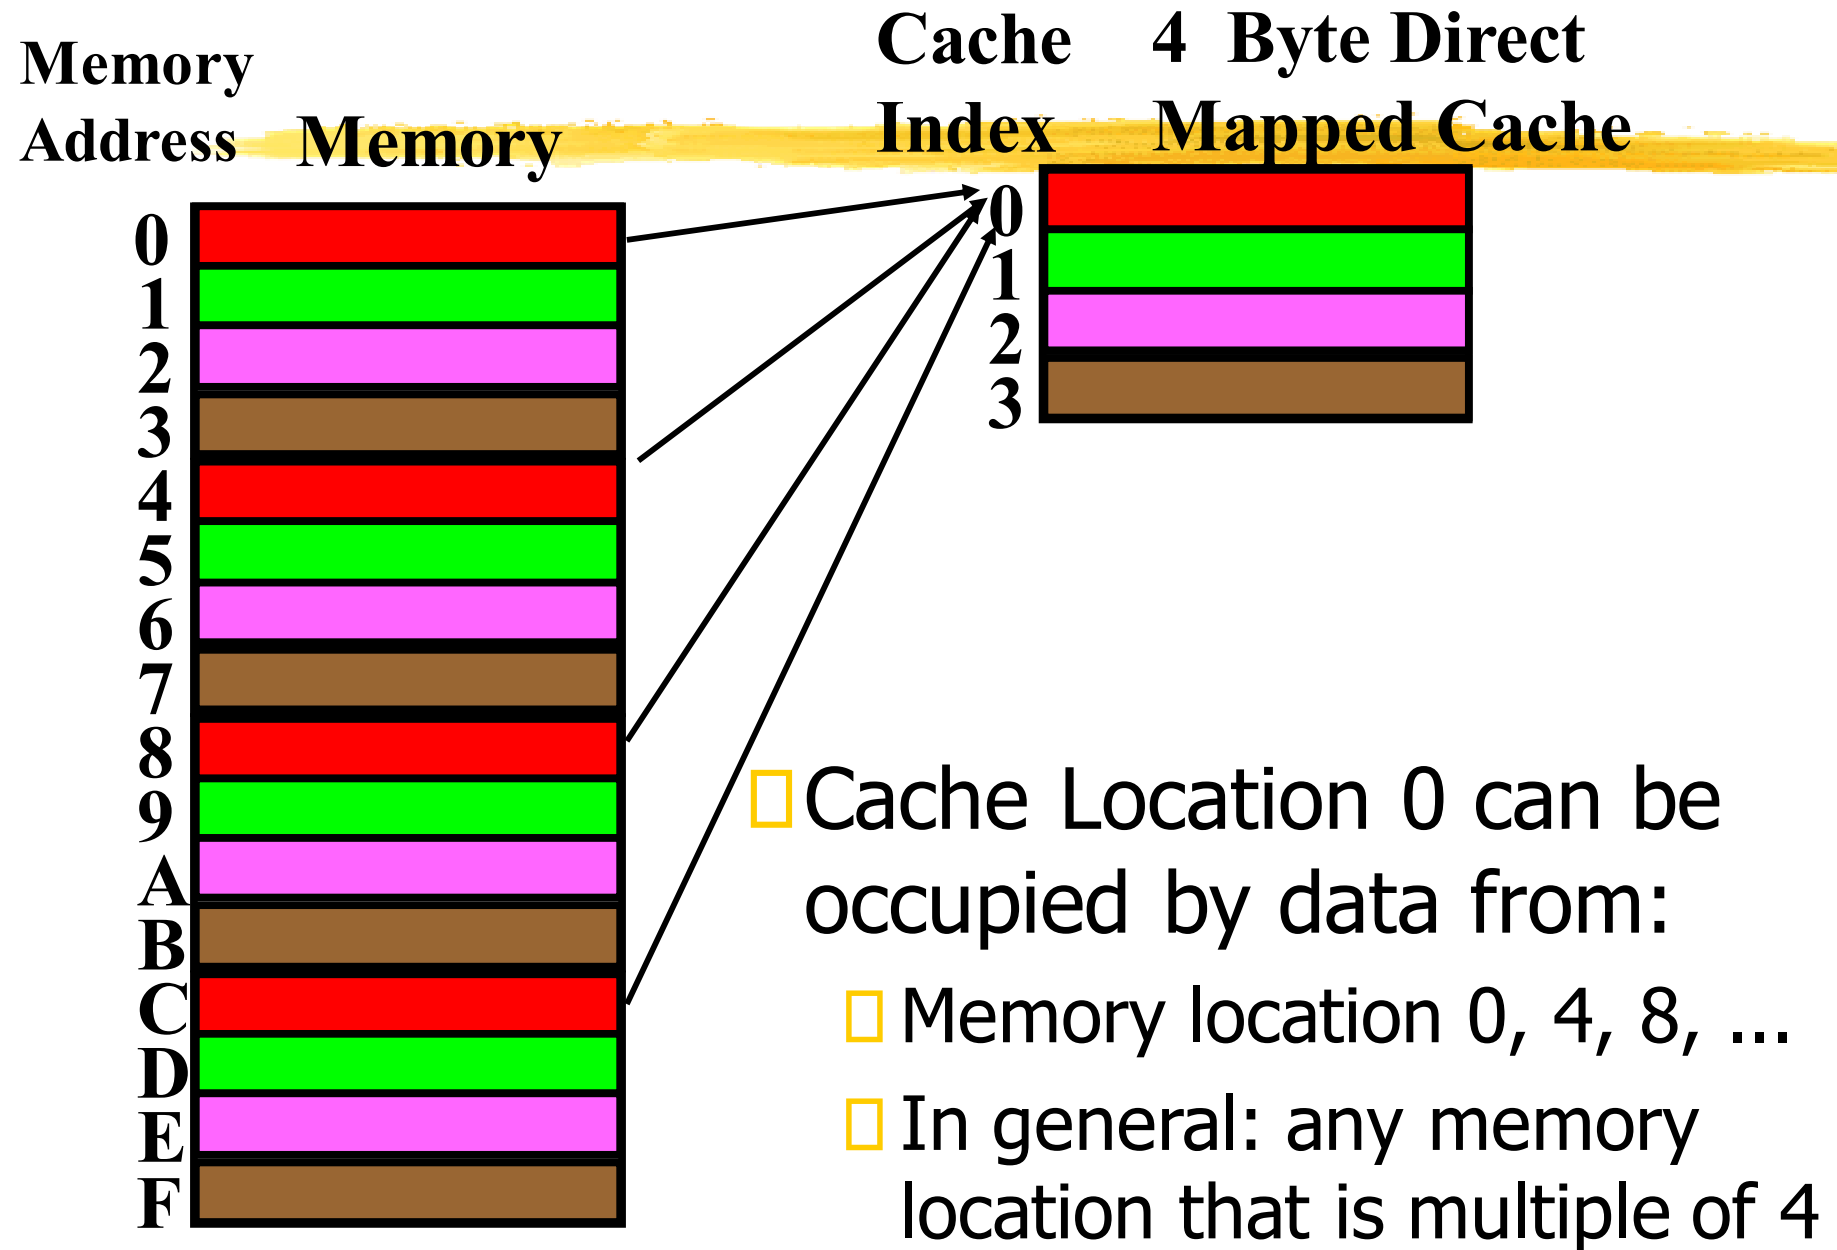 Memory
Address
Memory
0
1
2
3
4
5
6
7
8
9
A
B
C
D
E
F
Cache
Index
4 Byte Direct
Mapped Cache
0
1
2
3
Cache Location 0 can be
occupied by data from:
Memory location 0, 4, 8, ...
In general: any memory
location that is multiple of 4